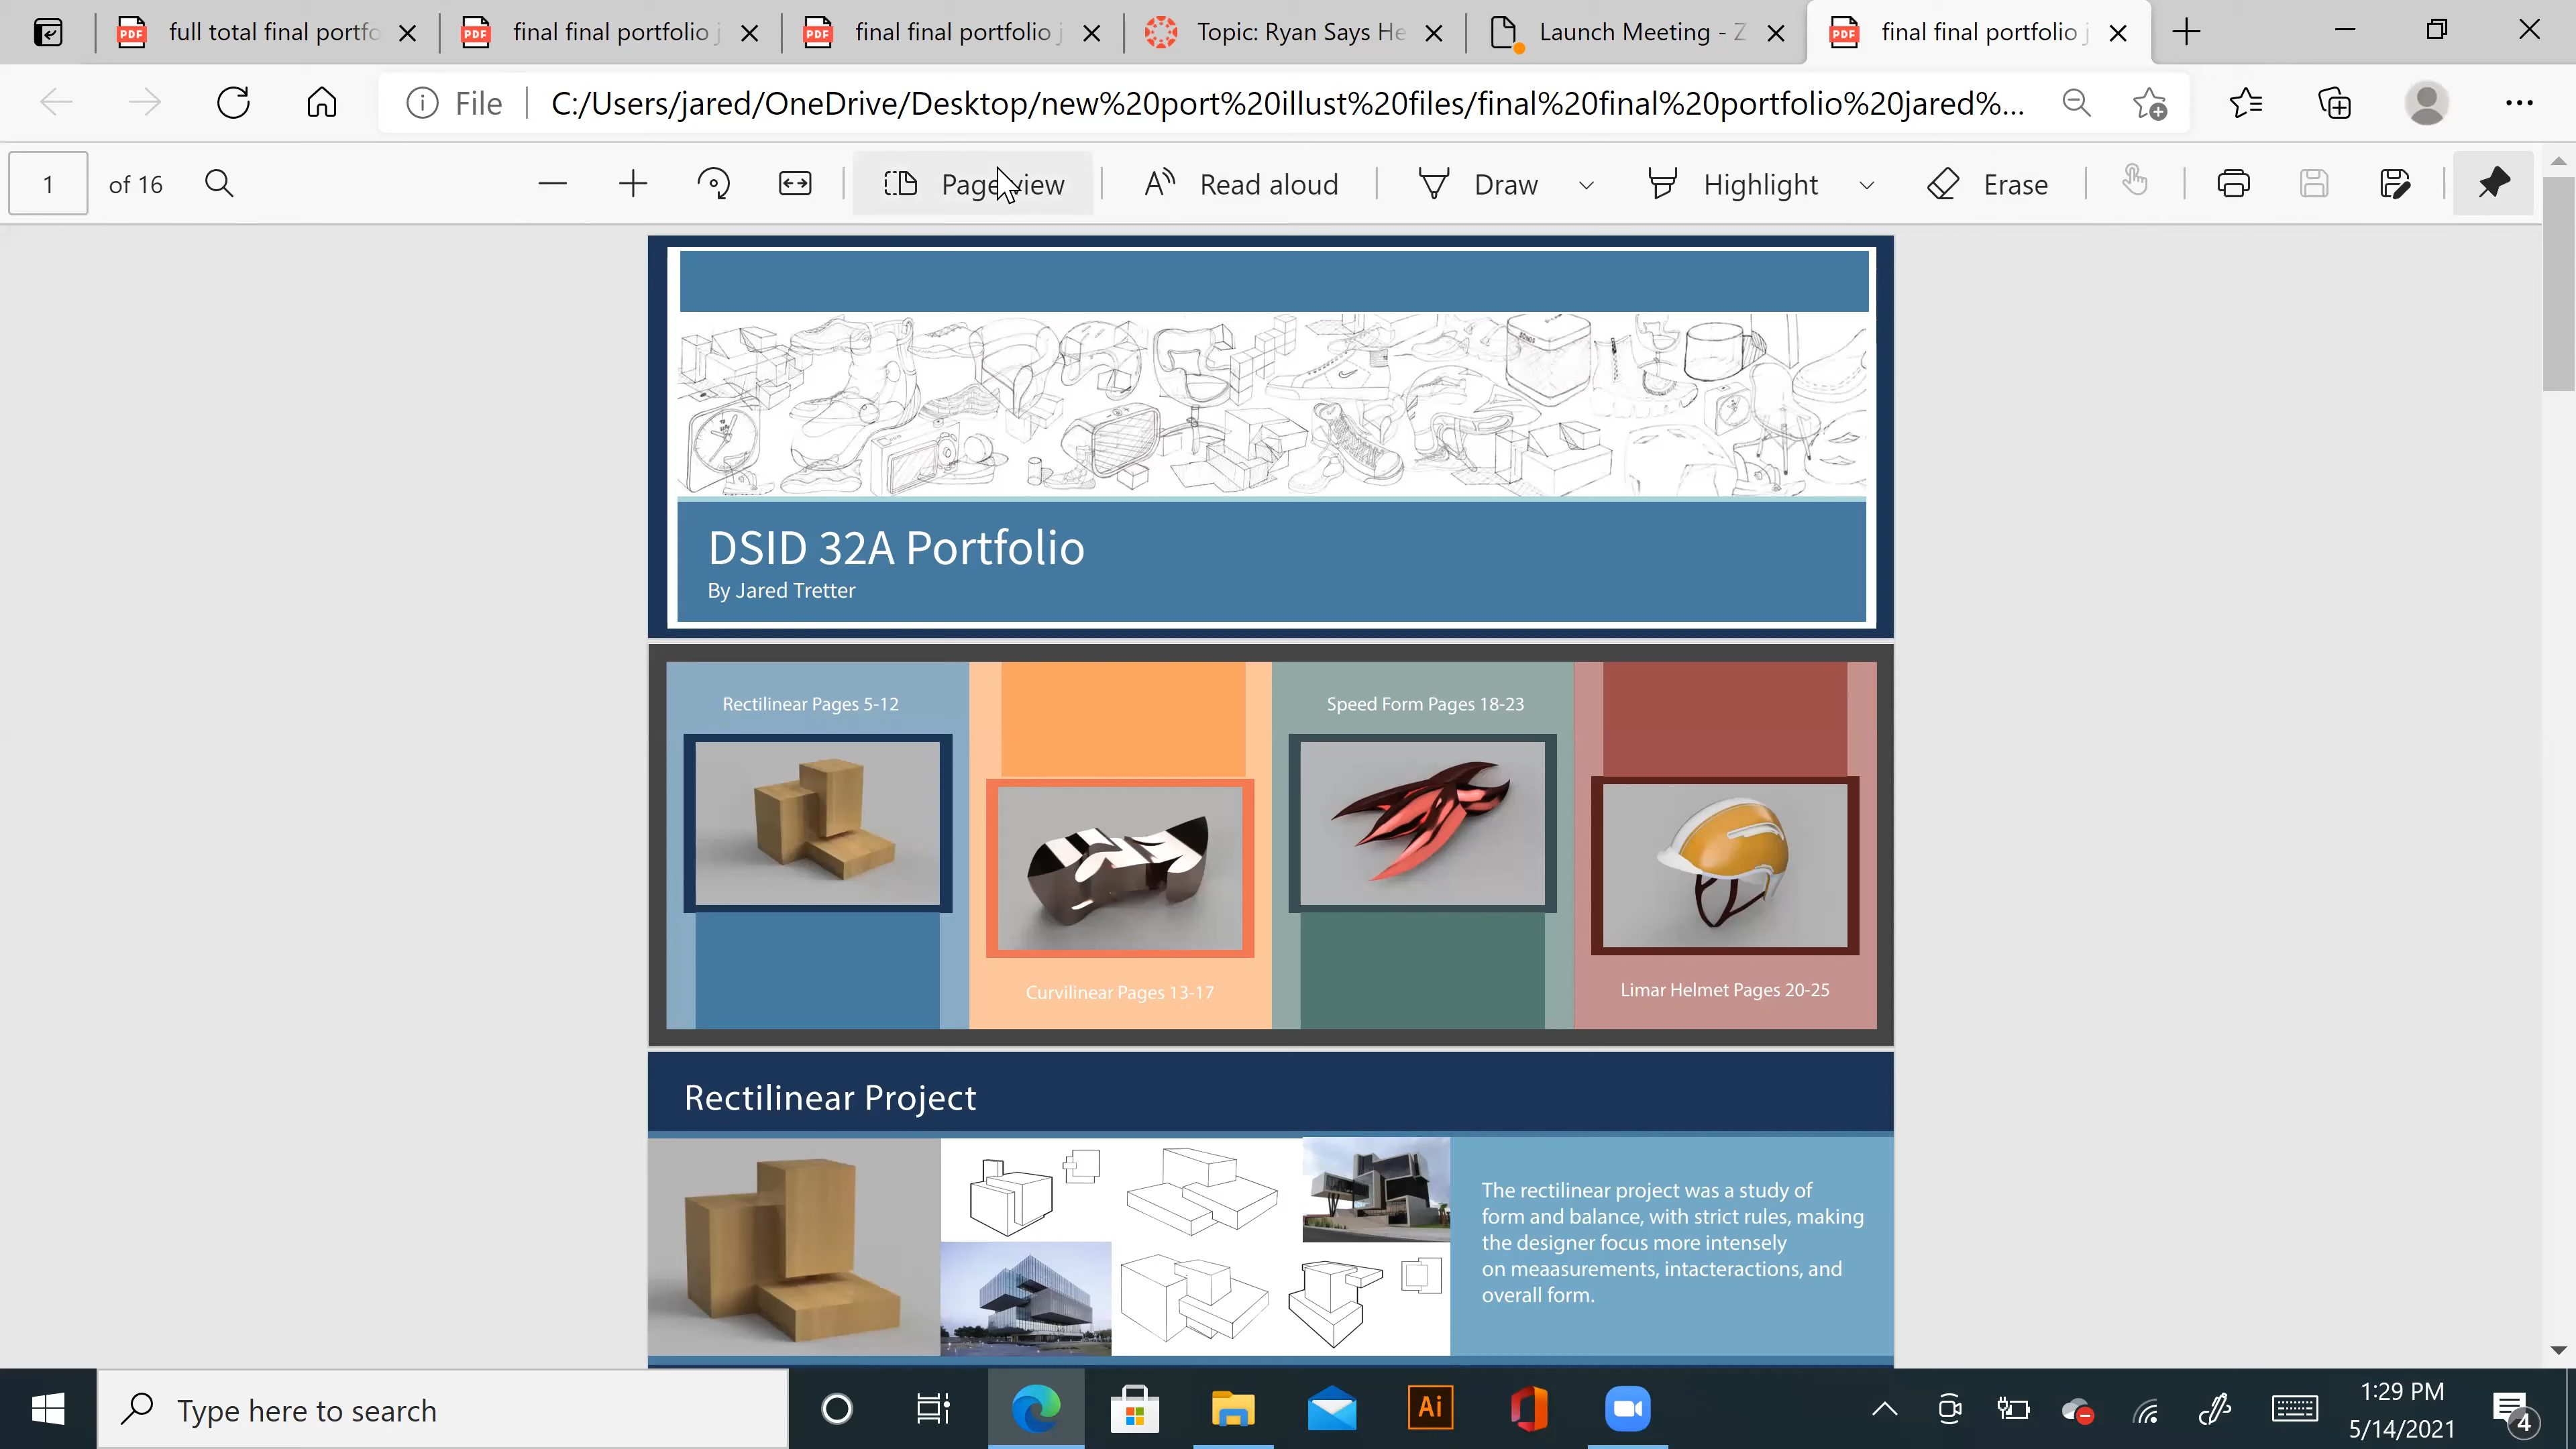 full total final portfo
final final portfolio j
final final portfolio j
Topic: Ryan Says He
Launch Meeting - Z
final final portfolio j
File
C:/Users/jared/OneDrive/Desktop/new%20port%20illust%20files/final%20final%20portfolio%20jared%...
1 of 16
Page view
Read aloud
Draw
Highlight
Erase
DSID 32A Portfolio
By Jared Tretter
Rectilinear Pages 5-12
Speed Form Pages 18-23
Curvilinear Pages 13-17
Limar Helmet Pages 20-25
Rectilinear Project
The rectilinear project was a study of
form and balance, with strict rules, making
the designer focus more intensely
on meaasurements, intacteractions, and
overall form.
Type here to search
Ai
1:29 PM
5/14/2021
4